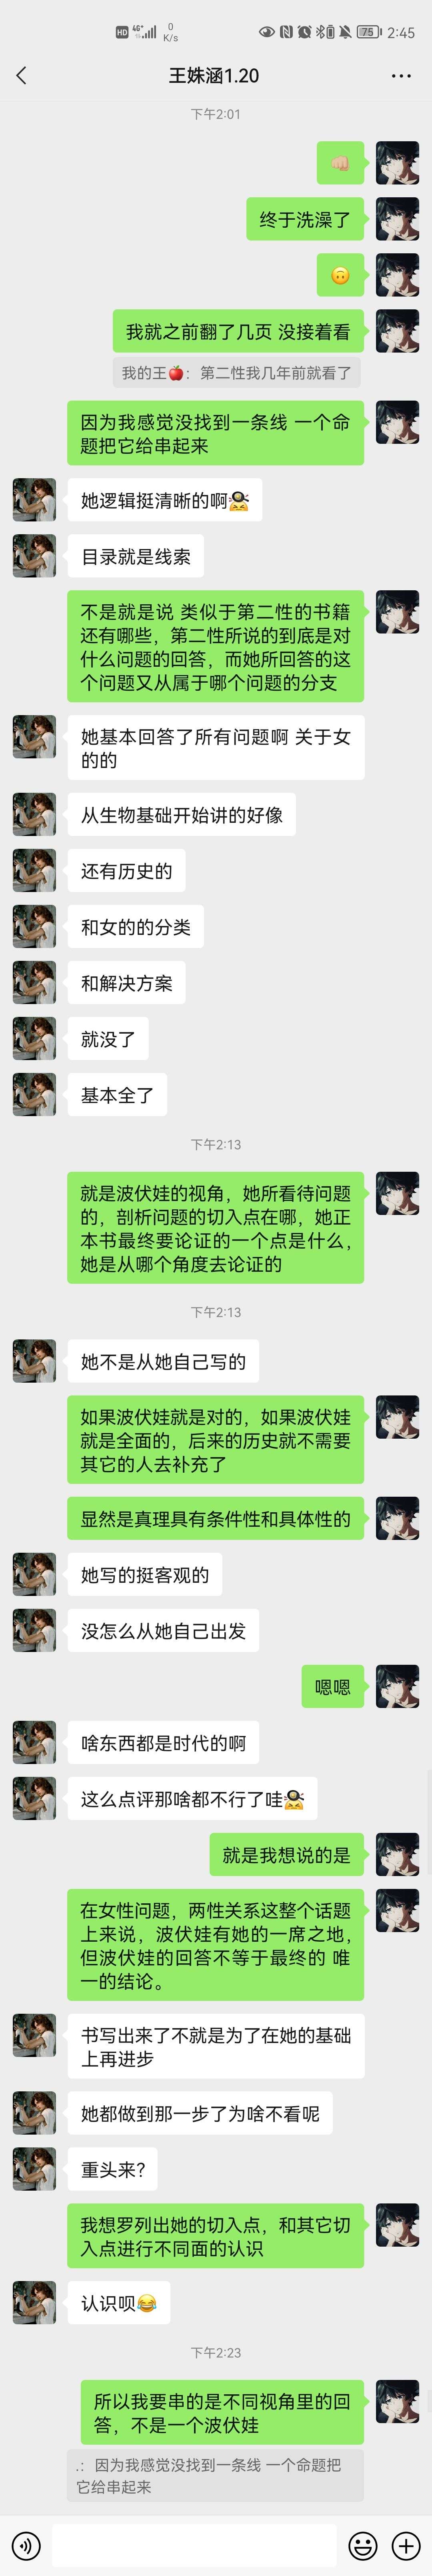 HD 4G+ 0 K/s 75 2:45
王姝涵1.20
下午2:01
👊🏻
终于洗澡了
🙃
我就之前翻了几页 没接着看
我的王🍎：第二性我几年前就看了
因为我感觉没找到一条线 一个命
题把它给串起来
她逻辑挺清晰的啊🙇
目录就是线索
不是就是说 类似于第二性的书籍
还有哪些，第二性所说的到底是对
什么问题的回答，而她所回答的这
个问题又从属于哪个问题的分支
她基本回答了所有问题啊 关于女
的的
从生物基础开始讲的好像
还有历史的
和女的的分类
和解决方案
就没了
基本全了
下午2:13
就是波伏娃的视角，她所看待问题
的，剖析问题的切入点在哪，她正
本书最终要论证的一个点是什么，
她是从哪个角度去论证的
下午2:13
她不是从她自己写的
如果波伏娃就是对的，如果波伏娃
就是全面的，后来的历史就不需要
其它的人去补充了
显然是真理具有条件性和具体性的
她写的挺客观的
没怎么从她自己出发
嗯嗯
啥东西都是时代的啊
这么点评那啥都不行了哇🙇
就是我想说的是
在女性问题，两性关系这整个话题
上来说，波伏娃有她的一席之地，
但波伏娃的回答不等于最终的 唯
一的结论。
书写出来了不就是为了在她的基础
上再进步
她都做到那一步了为啥不看呢
重头来?
我想罗列出她的切入点，和其它切
入点进行不同面的认识
认识呗😂
下午2:23
所以我要串的是不同视角里的回
答，不是一个波伏娃
.：因为我感觉没找到一条线 一个命题把
它给串起来